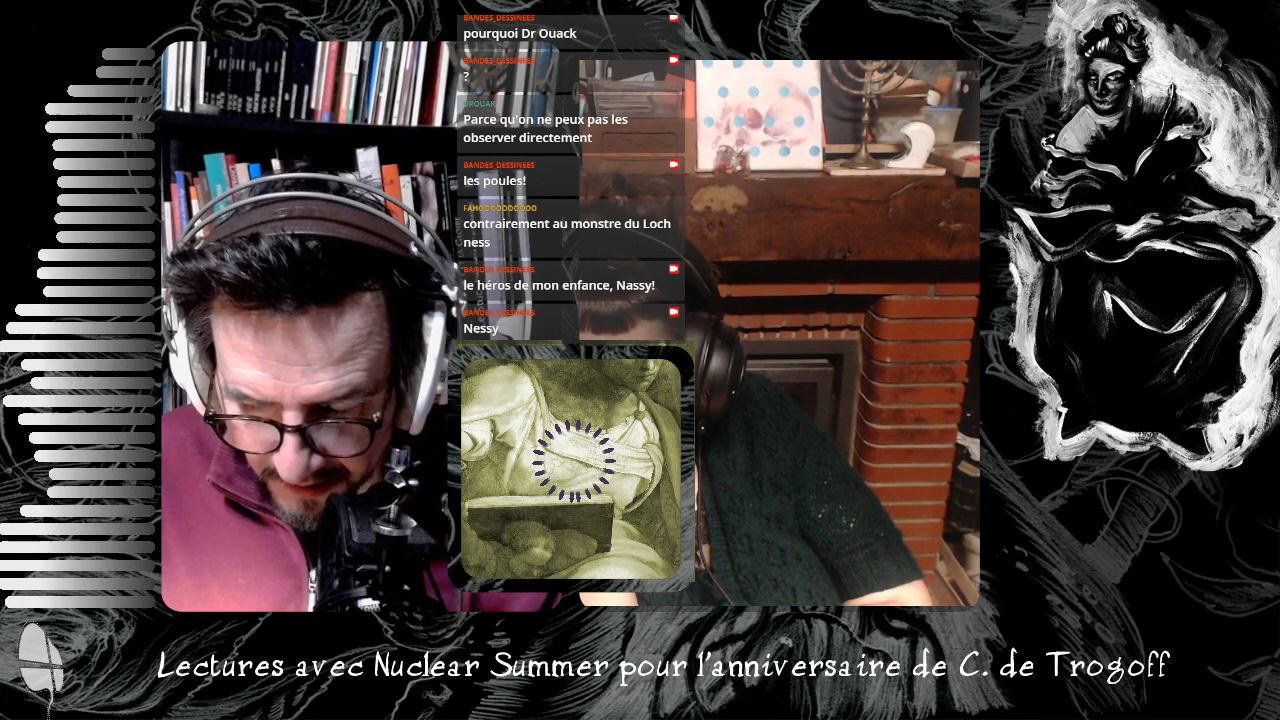 BANDES_DESSINEES
pourquoi Dr Ouack
BANDES_DESSINEES
?
DROUAK
Parce qu'on ne peux pas les
observer directement
BANDES_DESSINEES
les poules!
FAHOOOOOOOOOO
contrairement au monstre du Loch
ness
BANDES_DESSINEES
le héros de mon enfance, Nassy!
BANDES_DESSINEES
Nessy
Lectures avec Nuclear Summer pour l'anniversaire de C. de Trogoff